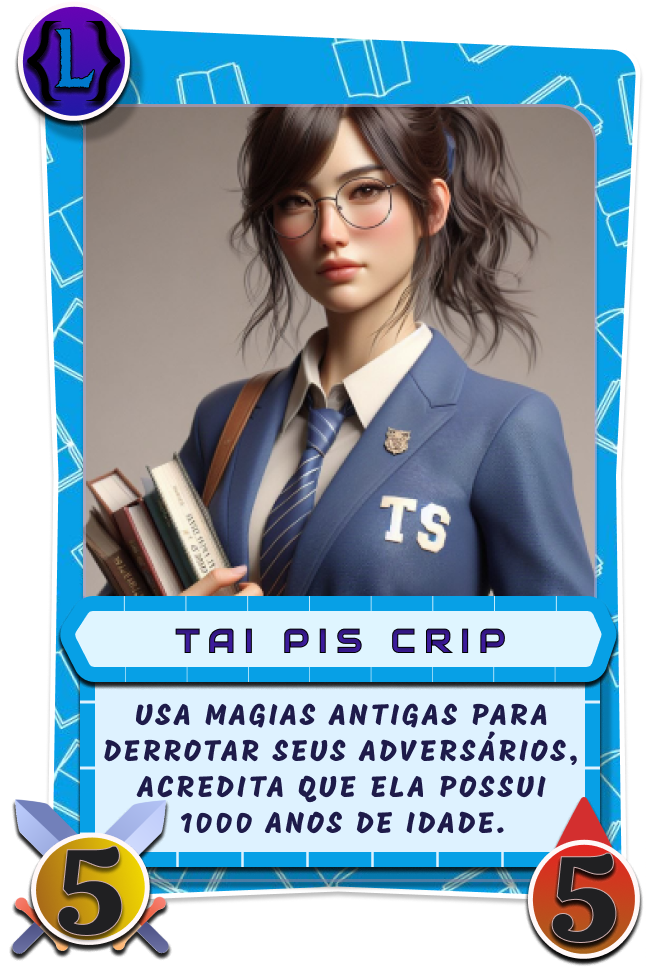 {L}
TS
TAI PIS CRIP
USA MAGIAS ANTIGAS PARA
DERROTAR SEUS ADVERSÁRIOS,
ACREDITA QUE ELA POSSUI
1000 ANOS DE IDADE.
5
5